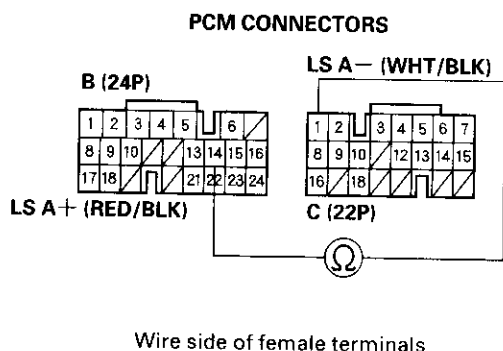 PCM CONNECTORS
LS A− (WHT/BLK)
B (24P)
1 2 3 4 5 6
8 9 10 13 14 15 16
17 18 21 22 23 24
LS A+ (RED/BLK)
1 2 3 4 5 6 7
8 9 10 12 13 14 15
16 18
C (22P)
Ω
Wire side of female terminals